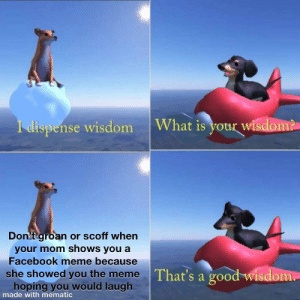 I dispense wisdom
What is your wisdom?
Don't groan or scoff when
your mom shows you a
Facebook meme because
she showed you the meme
hoping you would laugh
That's a good wisdom.
made with mematic